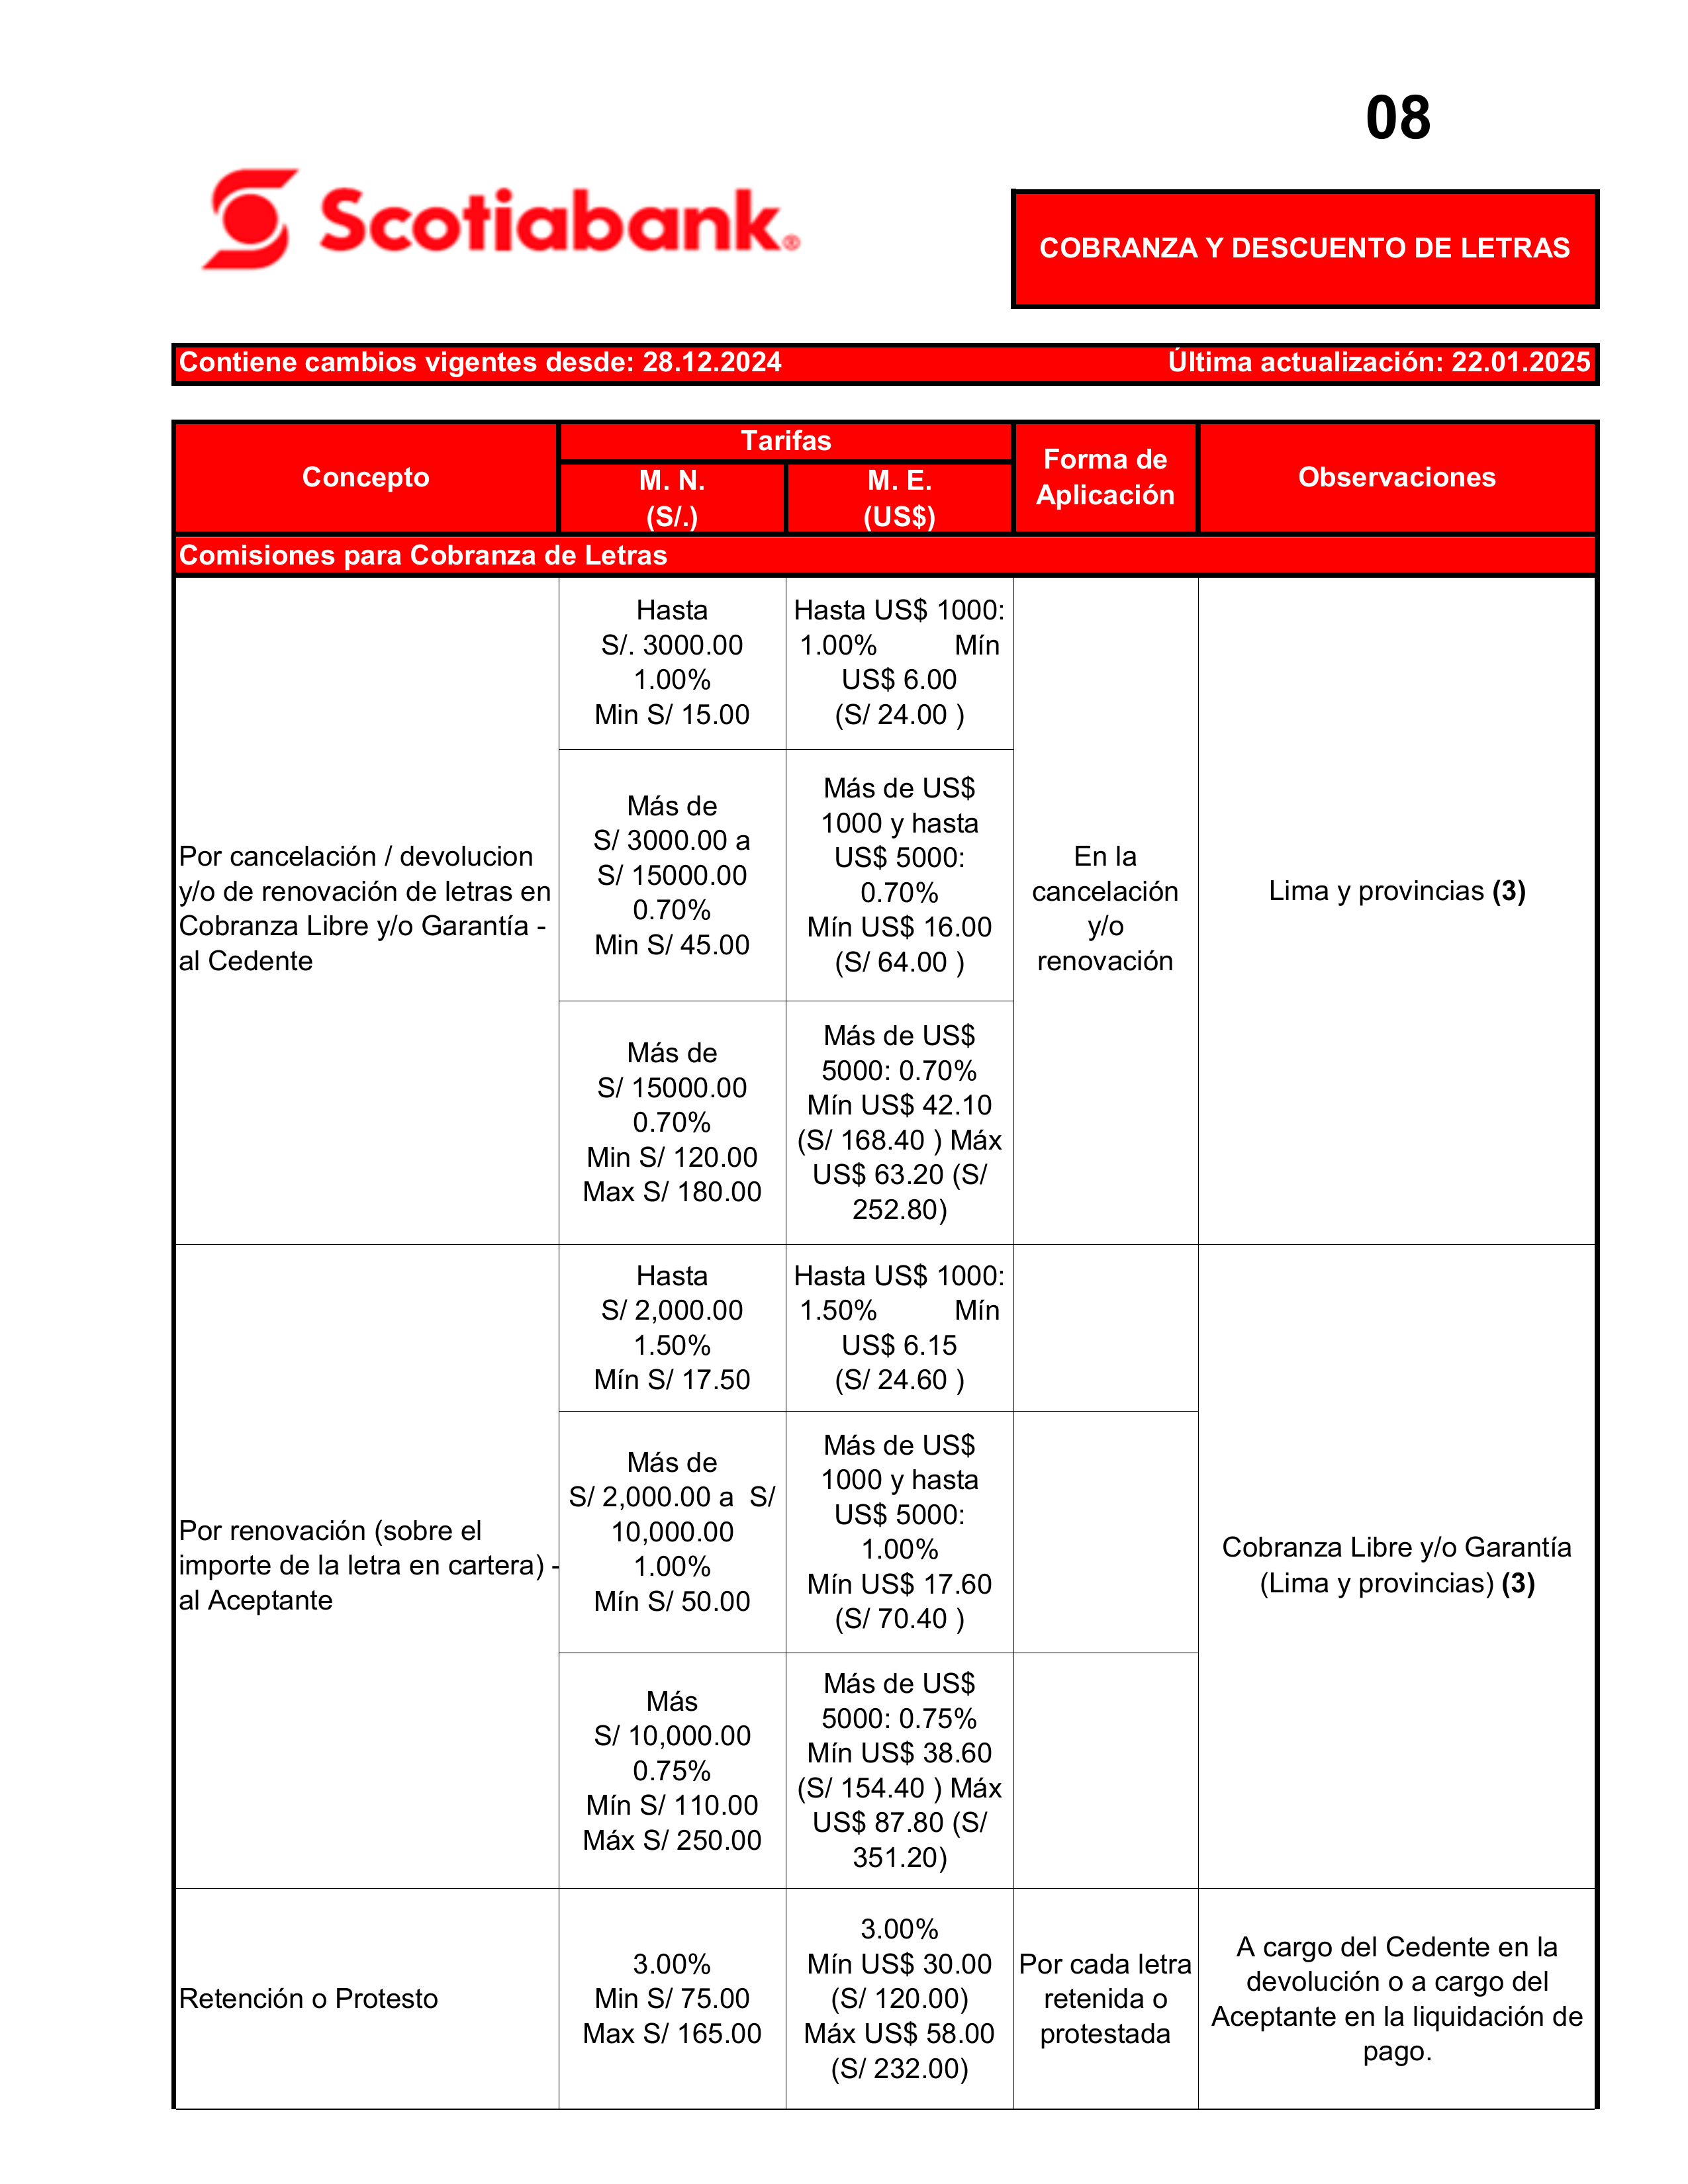 08
Scotiabank®
COBRANZA Y DESCUENTO DE LETRAS
Contiene cambios vigentes desde: 28.12.2024 Última actualización: 22.01.2025
Concepto
Tarifas
M. N.
(S/.)
M. E.
(US$)
Forma de
Aplicación
Observaciones
Comisiones para Cobranza de Letras
Por cancelación / devolucion
y/o de renovación de letras en
Cobranza Libre y/o Garantía -
al Cedente
Hasta
S/. 3000.00
1.00%
Min S/ 15.00
Hasta US$ 1000:
1.00% Mín
US$ 6.00
(S/ 24.00 )
Más de
S/ 3000.00 a
S/ 15000.00
0.70%
Min S/ 45.00
Más de US$
1000 y hasta
US$ 5000:
0.70%
Mín US$ 16.00
(S/ 64.00 )
Más de
S/ 15000.00
0.70%
Min S/ 120.00
Max S/ 180.00
Más de US$
5000: 0.70%
Mín US$ 42.10
(S/ 168.40 ) Máx
US$ 63.20 (S/
252.80)
En la
cancelación
y/o
renovación
Lima y provincias (3)
Por renovación (sobre el
importe de la letra en cartera) -
al Aceptante
Hasta
S/ 2,000.00
1.50%
Mín S/ 17.50
Hasta US$ 1000:
1.50% Mín
US$ 6.15
(S/ 24.60 )
Más de
S/ 2,000.00 a S/
10,000.00
1.00%
Mín S/ 50.00
Más de US$
1000 y hasta
US$ 5000:
1.00%
Mín US$ 17.60
(S/ 70.40 )
Más
S/ 10,000.00
0.75%
Mín S/ 110.00
Máx S/ 250.00
Más de US$
5000: 0.75%
Mín US$ 38.60
(S/ 154.40 ) Máx
US$ 87.80 (S/
351.20)
Cobranza Libre y/o Garantía
(Lima y provincias) (3)
Retención o Protesto
3.00%
Min S/ 75.00
Max S/ 165.00
3.00%
Mín US$ 30.00
(S/ 120.00)
Máx US$ 58.00
(S/ 232.00)
Por cada letra
retenida o
protestada
A cargo del Cedente en la
devolución o a cargo del
Aceptante en la liquidación de
pago.